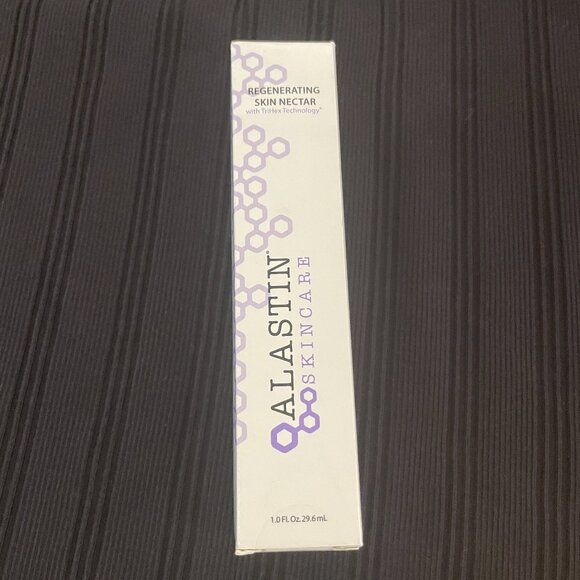 REGENERATING
SKIN NECTAR
with TriHex Technology®
ALASTIN®
SKINCARE
1.0 Fl. Oz. 29.6 mL